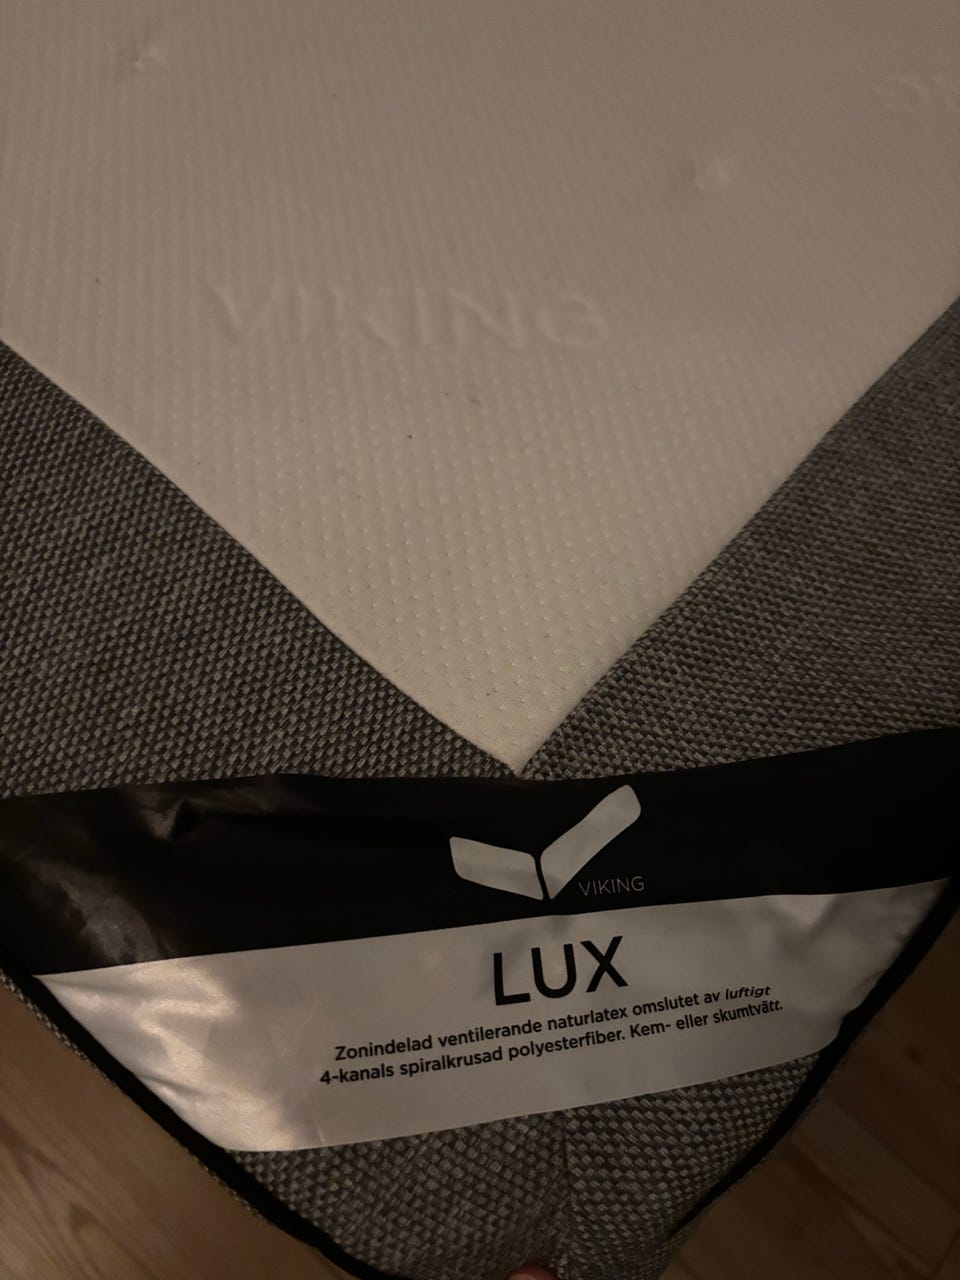 VIKING
VIKING
LUX
Zonindelad ventilerande naturlatex omslutet av luftigt
4-kanals spiralkrusad polyesterfiber. Kem- eller skumtvätt.